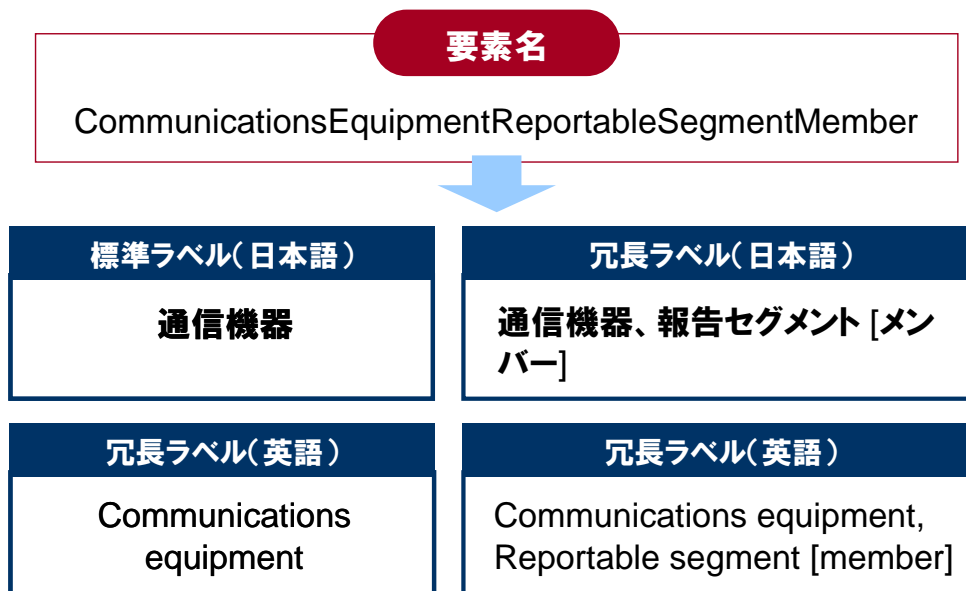 要素名
CommunicationsEquipmentReportableSegmentMember
標準ラベル(日本語)
通信機器
冗長ラベル(日本語)
通信機器、報告セグメント [メン
バー]
冗長ラベル(英語)
Communications
equipment
冗長ラベル(英語)
Communications equipment,
Reportable segment [member]